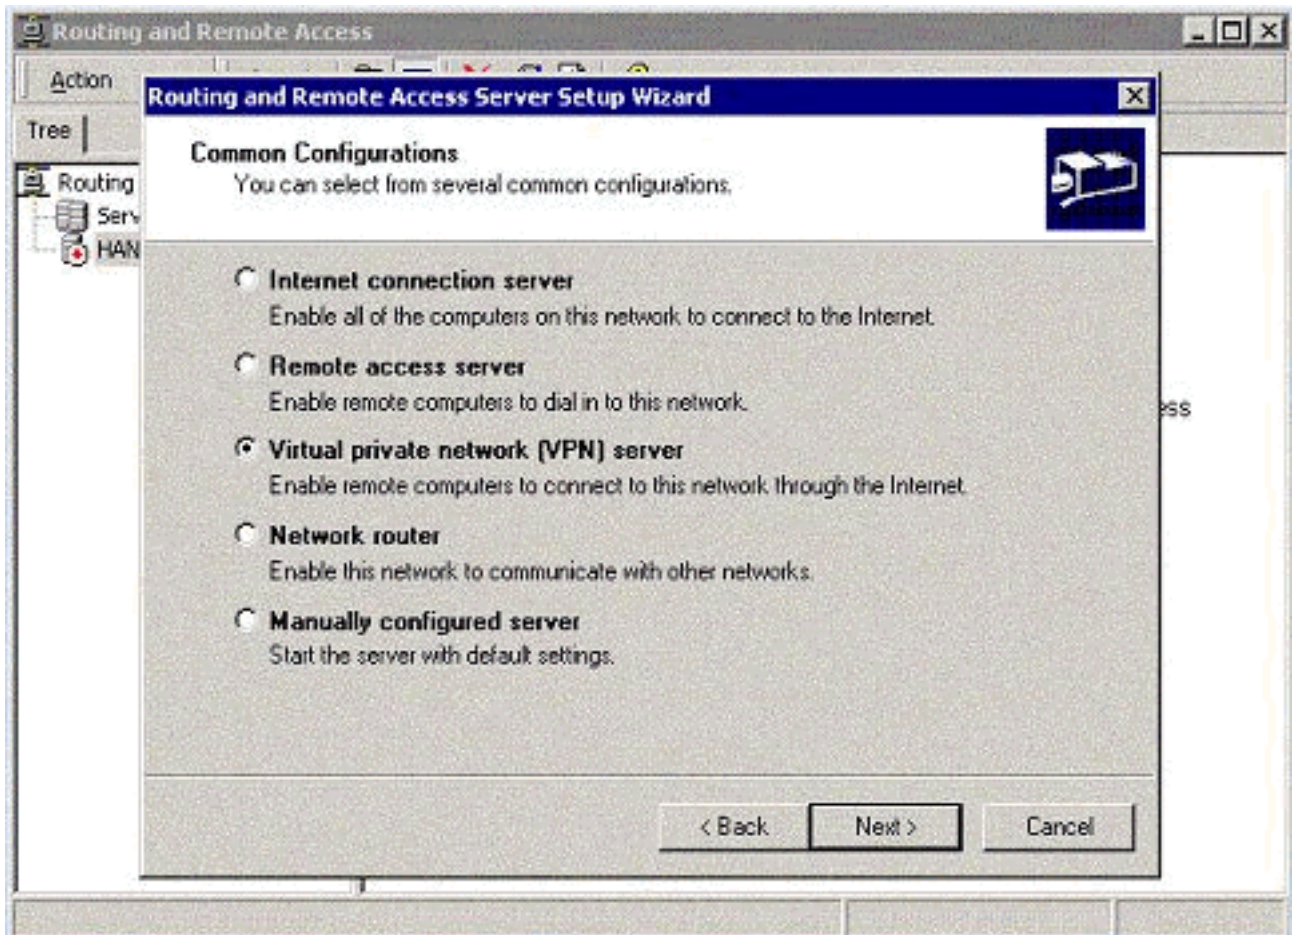 Routing and Remote Access
Action
Tree
Routing
Serv
HAN
Routing and Remote Access Server Setup Wizard
Common Configurations
You can select from several common configurations.
Internet connection server
Enable all of the computers on this network to connect to the Internet.
Remote access server
Enable remote computers to dial in to this network.
Virtual private network (VPN) server
Enable remote computers to connect to this network through the Internet.
Network router
Enable this network to communicate with other networks.
Manually configured server
Start the server with default settings.
ess
< Back
Next >
Cancel